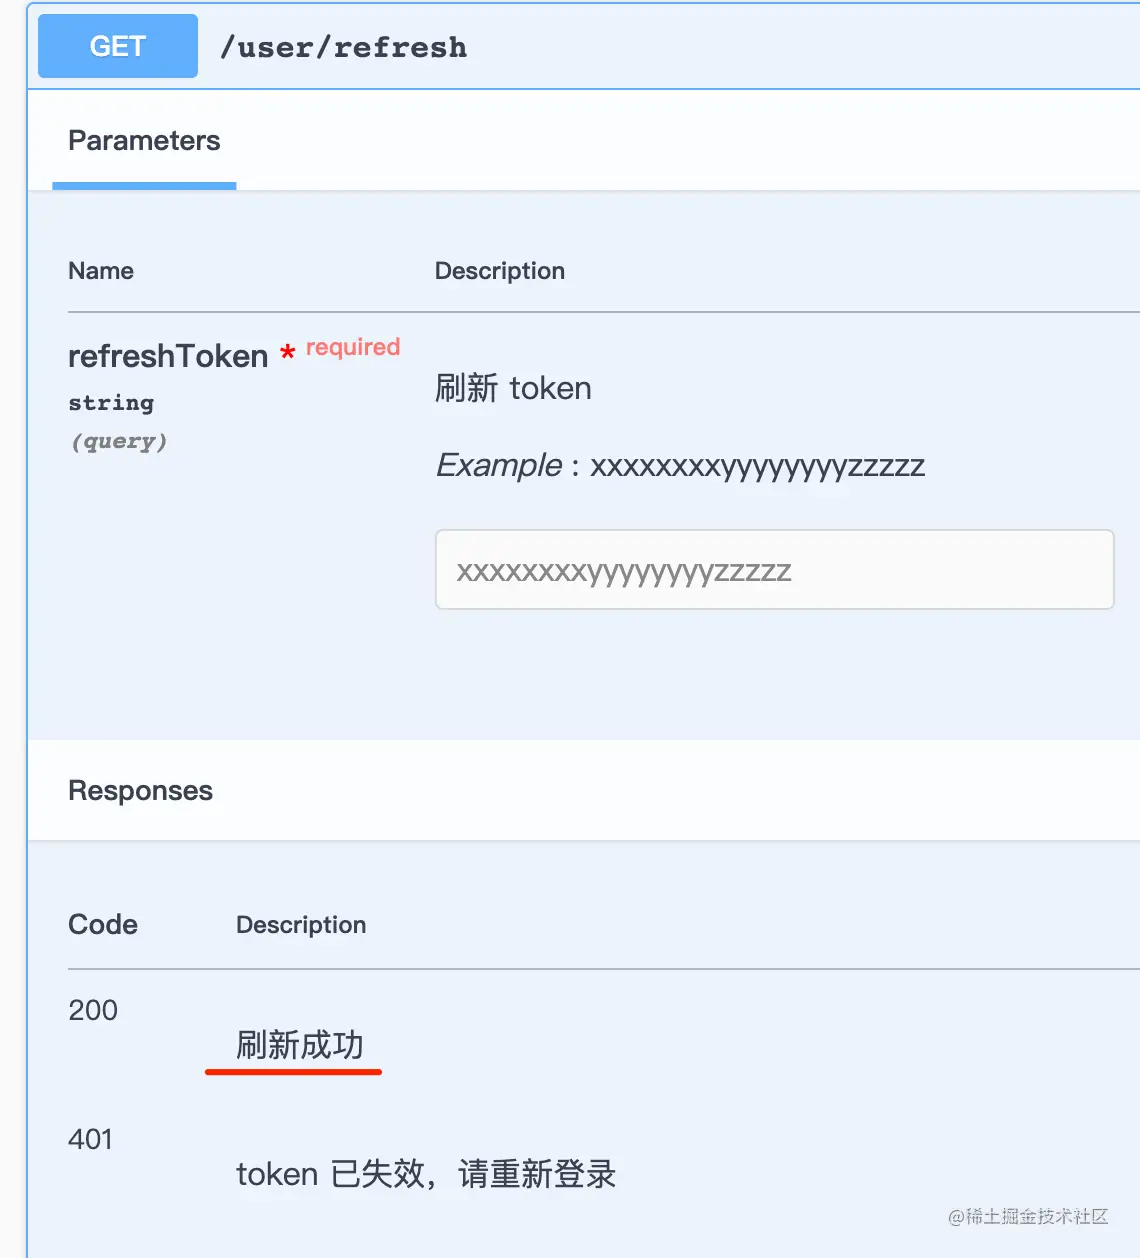 GET /user/refresh
Parameters
Name Description
refreshToken * required
string
(query)
刷新 token
Example : xxxxxxxxyyyyyyyyzzzzz
xxxxxxxxyyyyyyyyzzzzz
Responses
Code Description
200
刷新成功
401
token 已失效，请重新登录
@稀土掘金技术社区